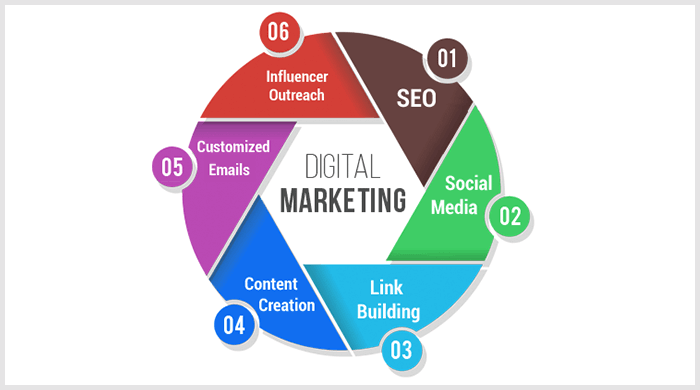 DIGITAL
MARKETING
01
SEO
02
Social
Media
03
Link
Building
04
Content
Creation
05
Customized
Emails
06
Influencer
Outreach